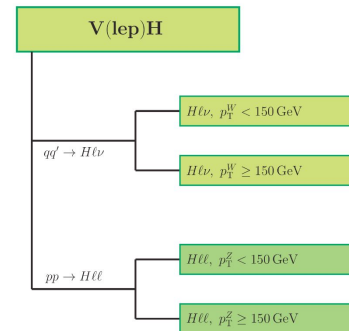 V(lep)H
Hℓν, p_T^W < 150 GeV
qq′ → Hℓν
Hℓν, p_T^W ≥ 150 GeV
Hℓℓ, p_T^Z < 150 GeV
pp → Hℓℓ
Hℓℓ, p_T^Z ≥ 150 GeV